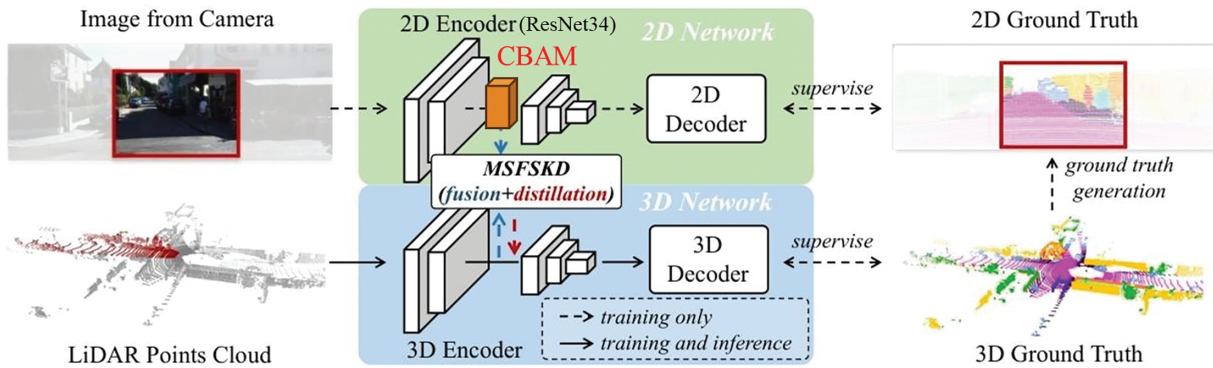 Image from Camera
2D Encoder (ResNet34)
2D Network
2D Ground Truth
CBAM
2D
Decoder
supervise
MSFSKD
(fusion+distillation)
ground truth
generation
3D Network
3D
Decoder
supervise
training only
training and inference
LiDAR Points Cloud
3D Encoder
3D Ground Truth